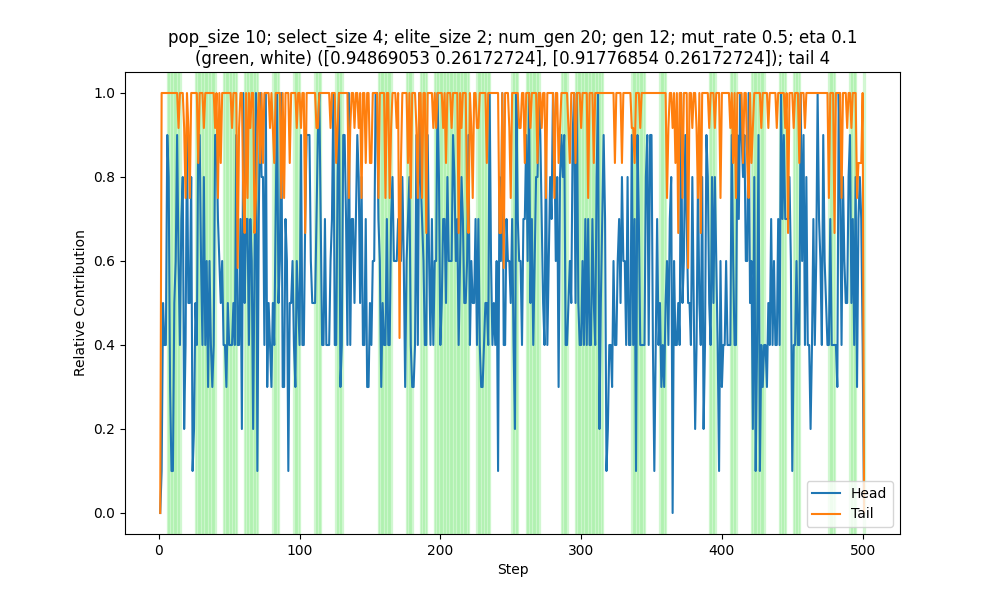 pop_size 10; select_size 4; elite_size 2; num_gen 20; gen 12; mut_rate 0.5; eta 0.1
(green, white) ([0.94869053 0.26172724], [0.91776854 0.26172724]); tail 4
Relative Contribution
1.0
0.8
0.6
0.4
0.2
0.0
Head
Tail
0
100
200
300
400
500
Step